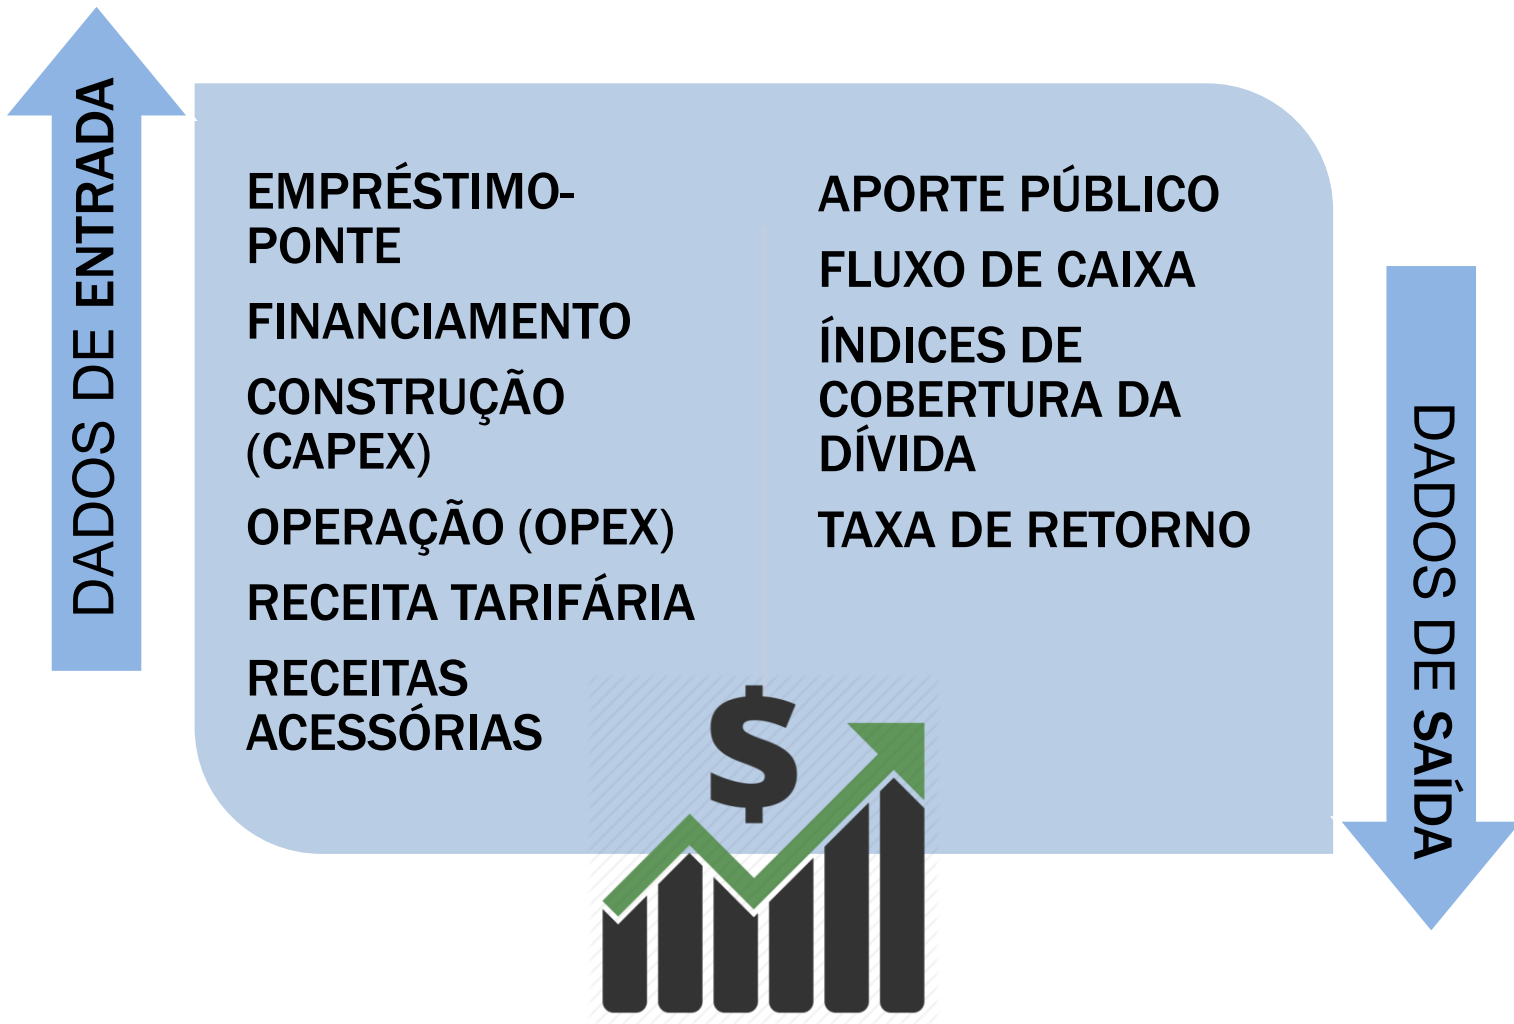 DADOS DE ENTRADA
EMPRÉSTIMO-
PONTE
FINANCIAMENTO
CONSTRUÇÃO
(CAPEX)
OPERAÇÃO (OPEX)
RECEITA TARIFÁRIA
RECEITAS
ACESSÓRIAS
APORTE PÚBLICO
FLUXO DE CAIXA
ÍNDICES DE
COBERTURA DA
DÍVIDA
TAXA DE RETORNO
$
DADOS DE SAÍDA